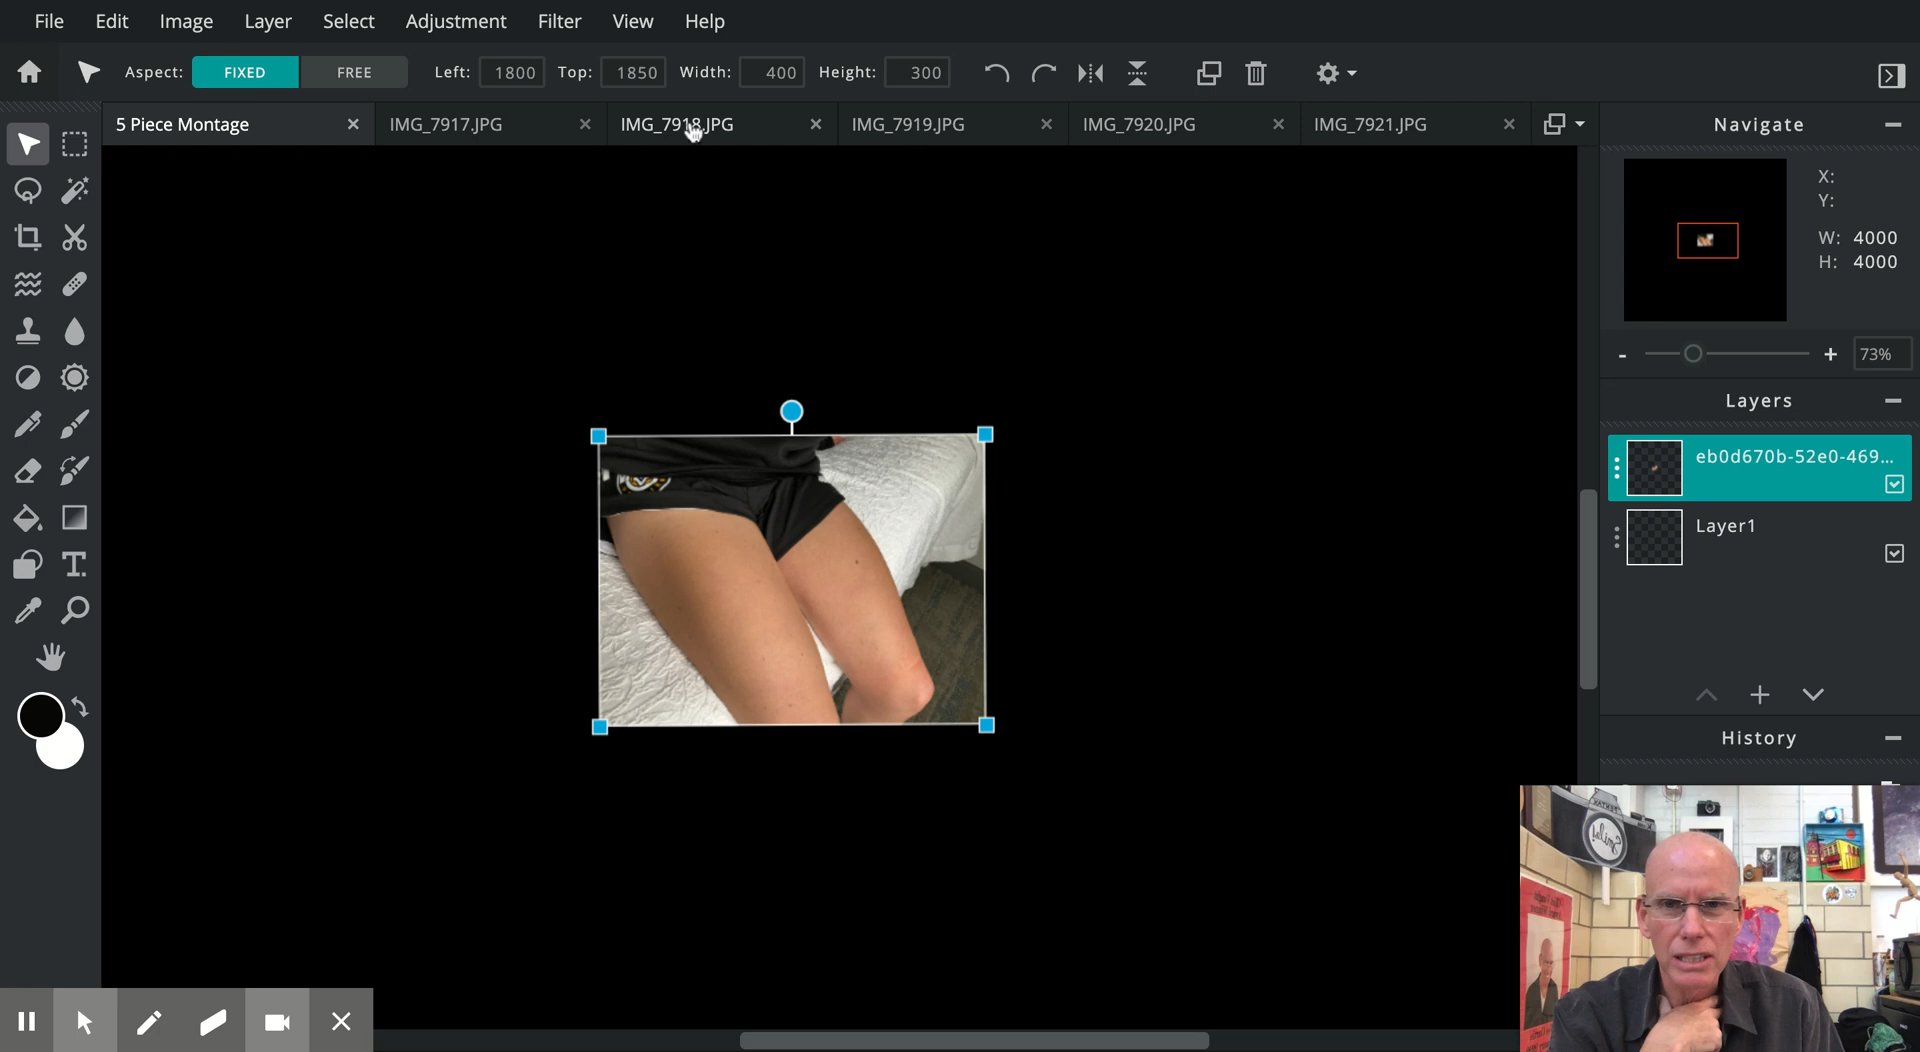 File Edit Image Layer Select Adjustment Filter View Help
Aspect: FIXED FREE Left: 1800 Top: 1850 Width: 400 Height: 300
5 Piece Montage IMG_7917.JPG IMG_7918.JPG IMG_7919.JPG IMG_7920.JPG IMG_7921.JPG
Navigate
X:
Y:
W: 4000
H: 4000
- + 73%
Layers
eb0d670b-52e0-469...
Layer1
History